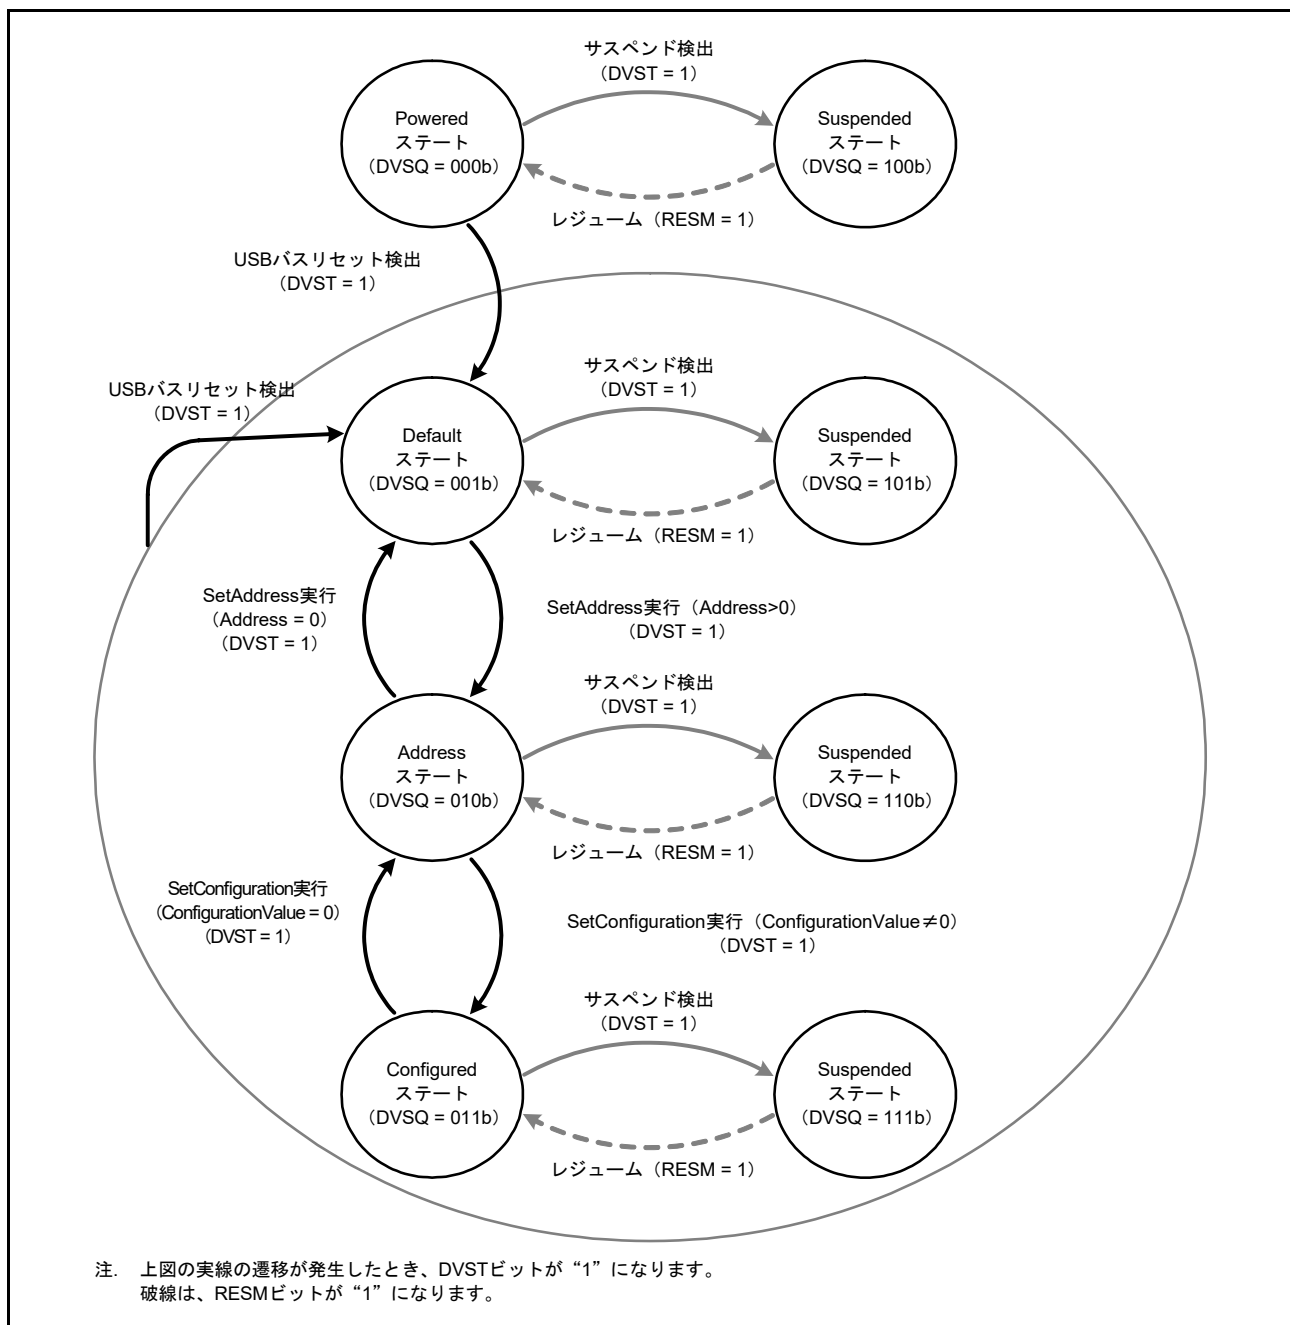 サスペンド検出
（DVST = 1）
Powered
ステート
（DVSQ = 000b）
Suspended
ステート
（DVSQ = 100b）
レジューム（RESM = 1）
USBバスリセット検出
（DVST = 1）
USBバスリセット検出
（DVST = 1）
サスペンド検出
（DVST = 1）
Default
ステート
（DVSQ = 001b）
Suspended
ステート
（DVSQ = 101b）
レジューム（RESM = 1）
SetAddress実行
（Address = 0）
（DVST = 1）
SetAddress実行（Address>0）
（DVST = 1）
サスペンド検出
（DVST = 1）
Address
ステート
（DVSQ = 010b）
Suspended
ステート
（DVSQ = 110b）
レジューム（RESM = 1）
SetConfiguration実行
（ConfigurationValue = 0）
（DVST = 1）
SetConfiguration実行（ConfigurationValue≠0）
（DVST = 1）
サスペンド検出
（DVST = 1）
Configured
ステート
（DVSQ = 011b）
Suspended
ステート
（DVSQ = 111b）
レジューム（RESM = 1）
注. 上図の実線の遷移が発生したとき、DVSTビットが“1”になります。
破線は、RESMビットが“1”になります。